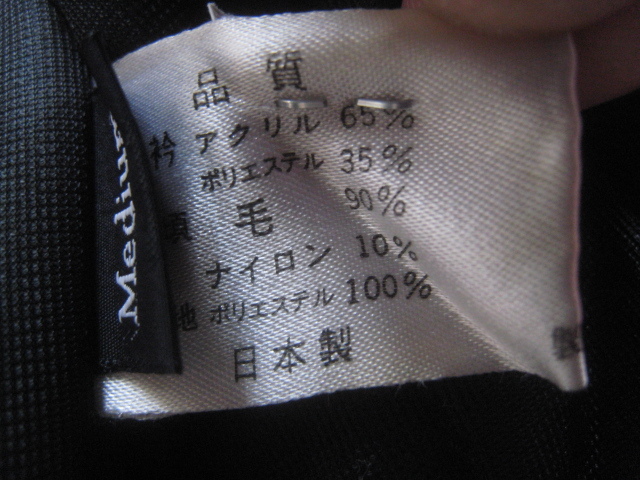 品質
衿 アクリル 65%
ポリエステル 35%
毛 90%
ナイロン 10%
地 ポリエステル 100%
日本製
Medium